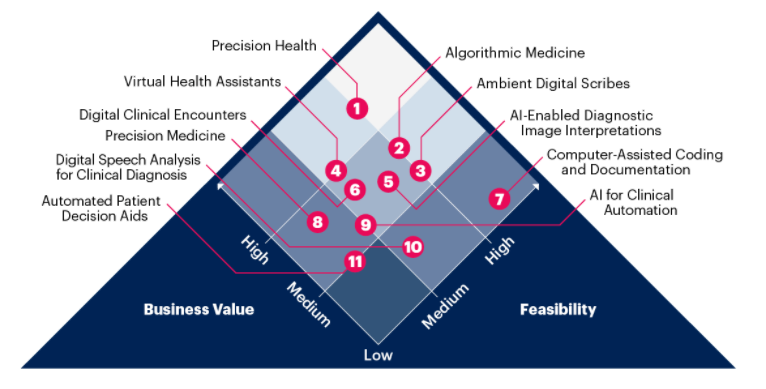 Precision Health
Algorithmic Medicine
Virtual Health Assistants
Ambient Digital Scribes
Digital Clinical Encounters
AI-Enabled Diagnostic
Image Interpretations
Precision Medicine
Digital Speech Analysis
for Clinical Diagnosis
Computer-Assisted Coding
and Documentation
Automated Patient
Decision Aids
AI for Clinical
Automation
1
2
3
4
5
6
7
8
9
10
11
High
High
Medium
Medium
Business Value
Feasibility
Low